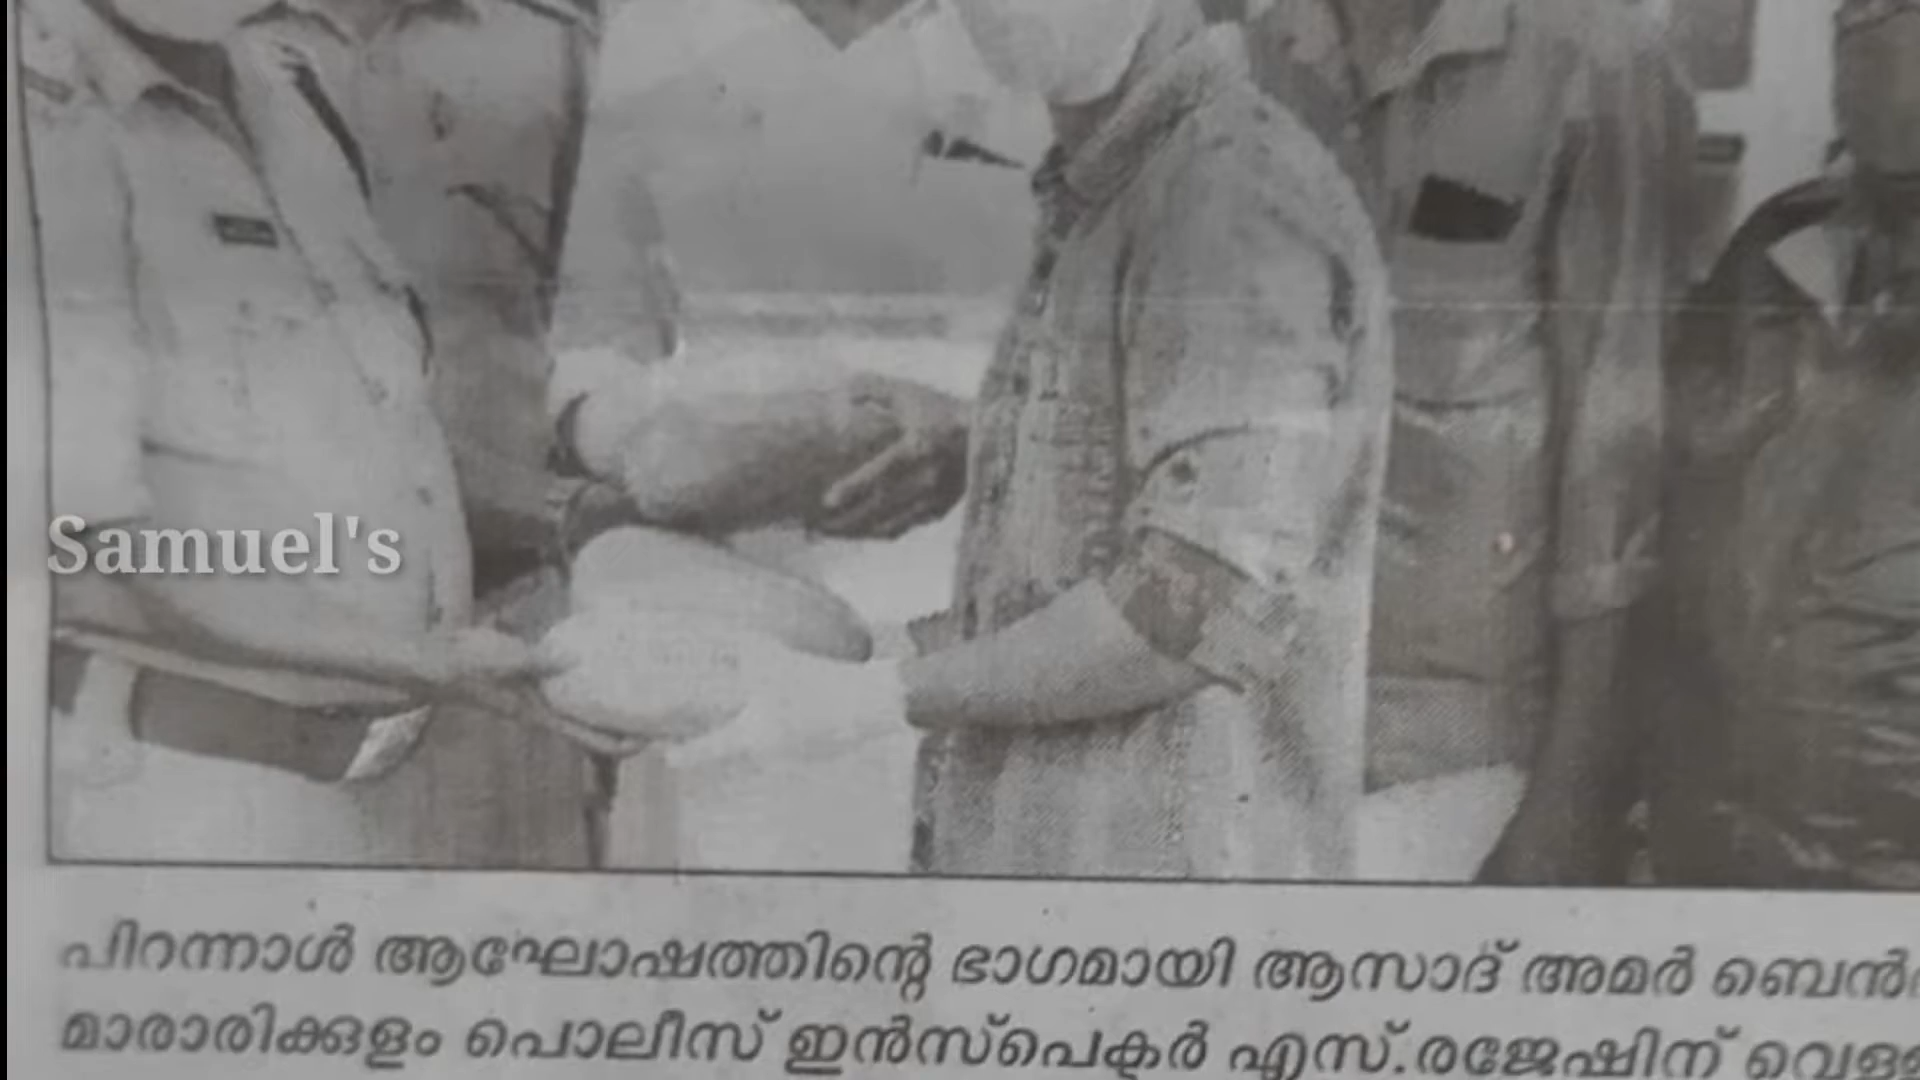 Samuel's
പിറന്നാൾ ആഘോഷത്തിന്റെ ഭാഗമായി ആസാദ് അമർ ബെൻ
മാരാരിക്കുളം പൊലീസ് ഇൻസ്പെക്ടർ എസ്.രജേഷിന് വെള്ള